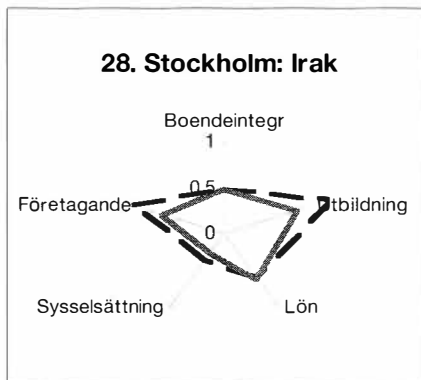 28. Stockholm: Irak
Boendeintegr
1
0.5
Företagande
Utbildning
0
Sysselsättning
Lön